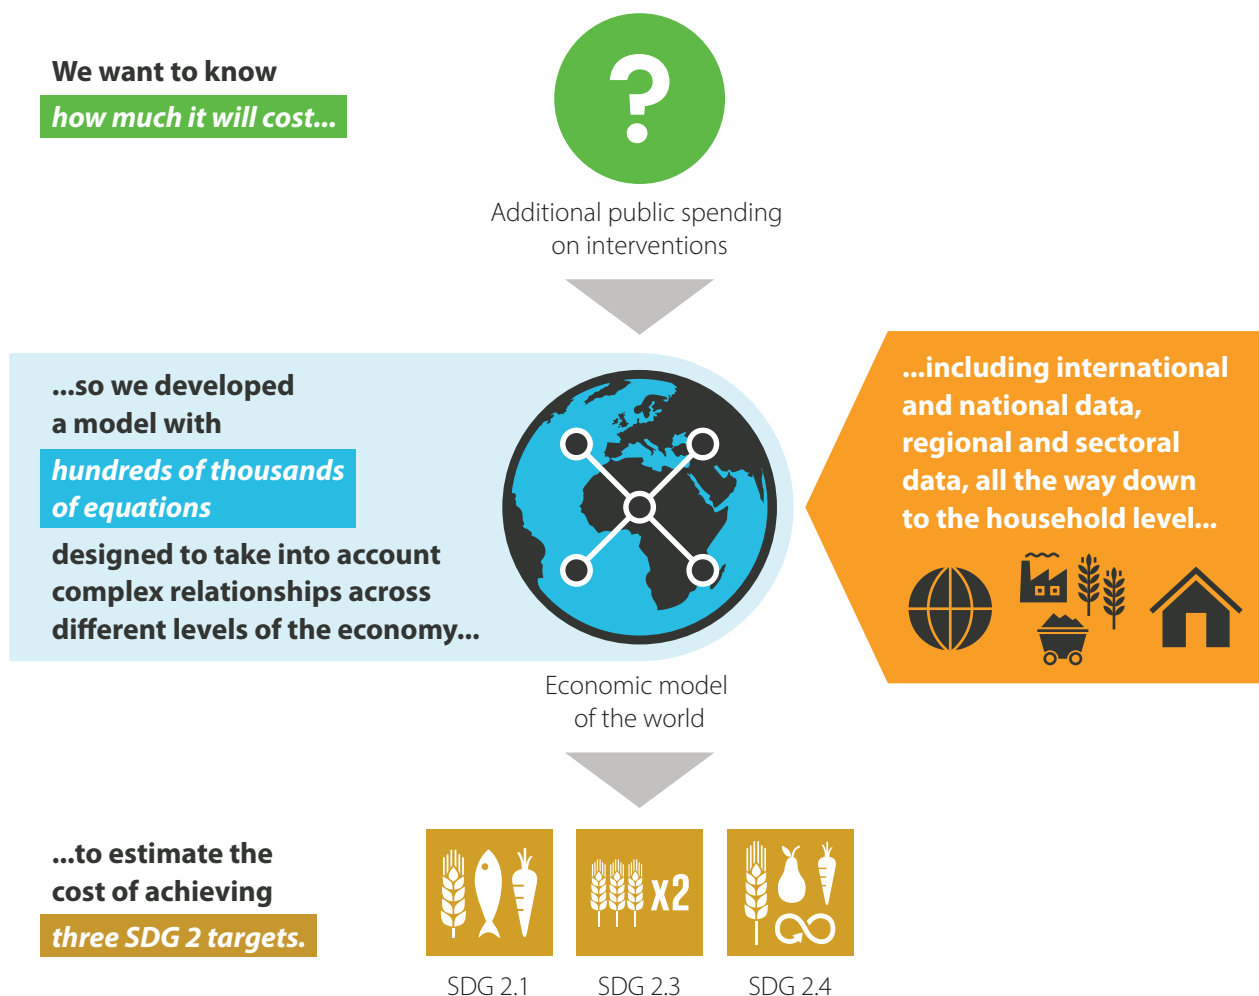 We want to know
how much it will cost...
?
Additional public spending
on interventions
...so we developed
a model with
hundreds of thousands
of equations
designed to take into account
complex relationships across
different levels of the economy...
...including international
and national data,
regional and sectoral
data, all the way down
to the household level...
Economic model
of the world
...to estimate the
cost of achieving
three SDG 2 targets.
x2
SDG 2.1
SDG 2.3
SDG 2.4